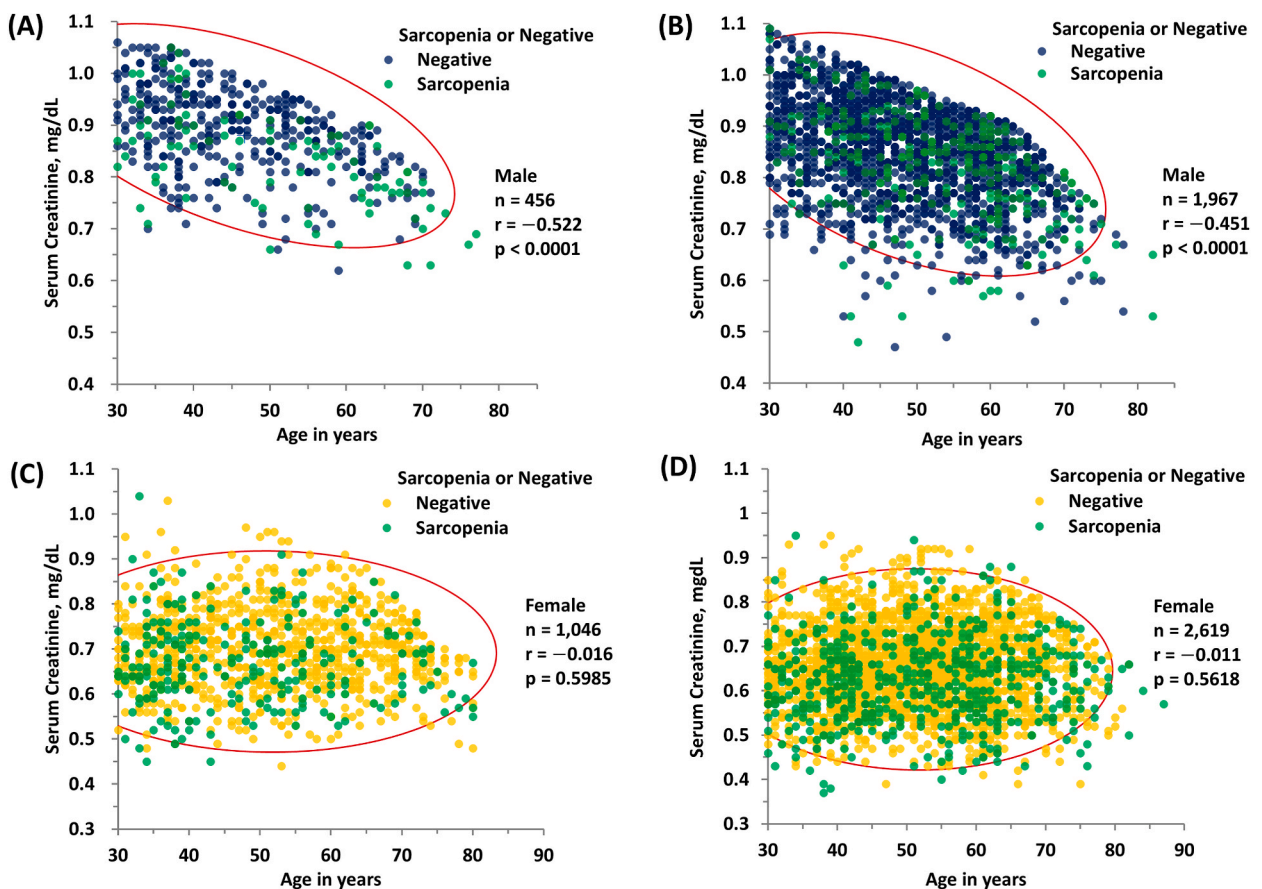 (A)
Sarcopenia or Negative
Negative
Sarcopenia
Serum Creatinine, mg/dL
1.1
1.0
0.9
0.8
0.7
0.6
0.5
0.4
Male
n = 456
r = −0.522
p < 0.0001
30 40 50 60 70 80
Age in years
(B)
Sarcopenia or Negative
Negative
Sarcopenia
Serum Creatinine, mg/dL
1.1
1.0
0.9
0.8
0.7
0.6
0.5
0.4
Male
n = 1,967
r = −0.451
p < 0.0001
30 40 50 60 70 80
Age in years
(C)
Sarcopenia or Negative
Negative
Sarcopenia
Serum Creatinine, mg/dL
1.1
1.0
0.9
0.8
0.7
0.6
0.5
0.4
0.3
Female
n = 1,046
r = −0.016
p = 0.5985
30 40 50 60 70 80 90
Age in years
(D)
Sarcopenia or Negative
Negative
Sarcopenia
Serum Creatinine, mgdL
1.1
1
0.9
0.8
0.7
0.6
0.5
0.4
0.3
Female
n = 2,619
r = −0.011
p = 0.5618
30 40 50 60 70 80 90
Age in years